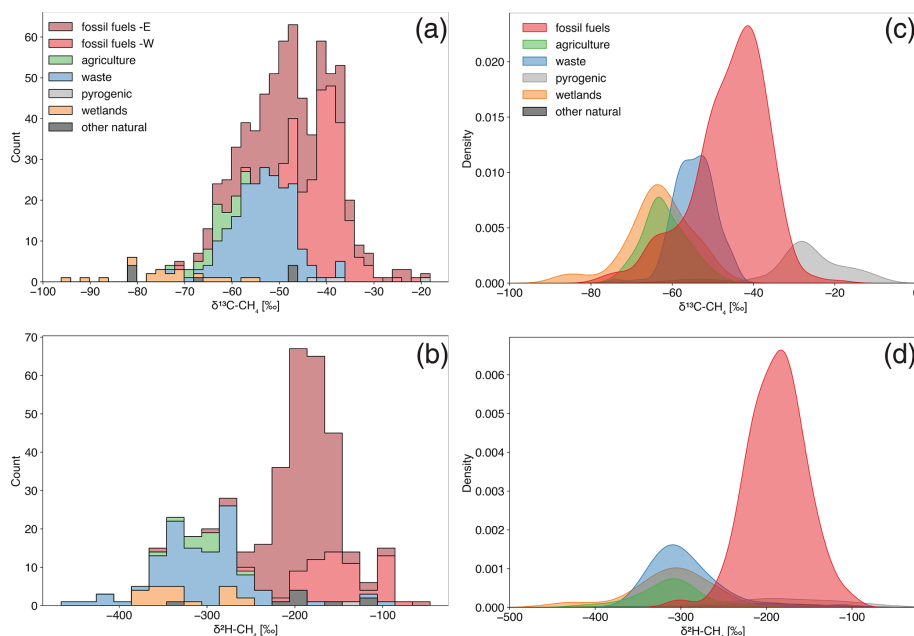 (a)
fossil fuels -E
fossil fuels -W
agriculture
waste
pyrogenic
wetlands
other natural
Count
60
50
40
30
20
10
0
−100 −90 −80 −70 −60 −50 −40 −30 −20
δ¹³C-CH₄ [‰]
(c)
fossil fuels
agriculture
waste
pyrogenic
wetlands
other natural
Density
0.020
0.015
0.010
0.005
0.000
−100 −80 −60 −40 −20
δ¹³C-CH₄ [‰]
(b)
Count
70
60
50
40
30
20
10
0
−400 −300 −200 −100
δ²H-CH₄ [‰]
(d)
Density
0.006
0.005
0.004
0.003
0.002
0.001
0.000
−500 −400 −300 −200 −100
δ²H-CH₄ [‰]